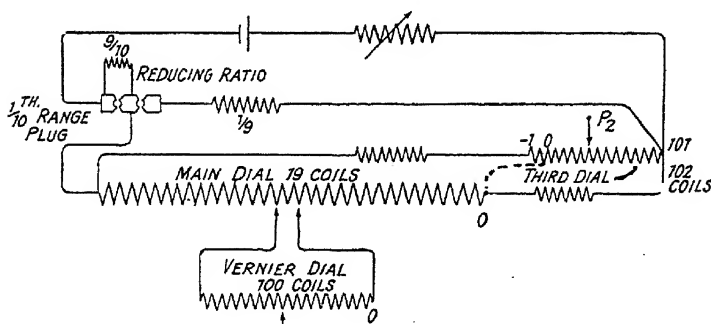 9/10
REDUCING RATIO
1/10 TH. RANGE
PLUG
1/9
P2
-1 0
101
102
COILS
MAIN DIAL 19 COILS
THIRD DIAL
0
VERNIER DIAL
100 COILS
0